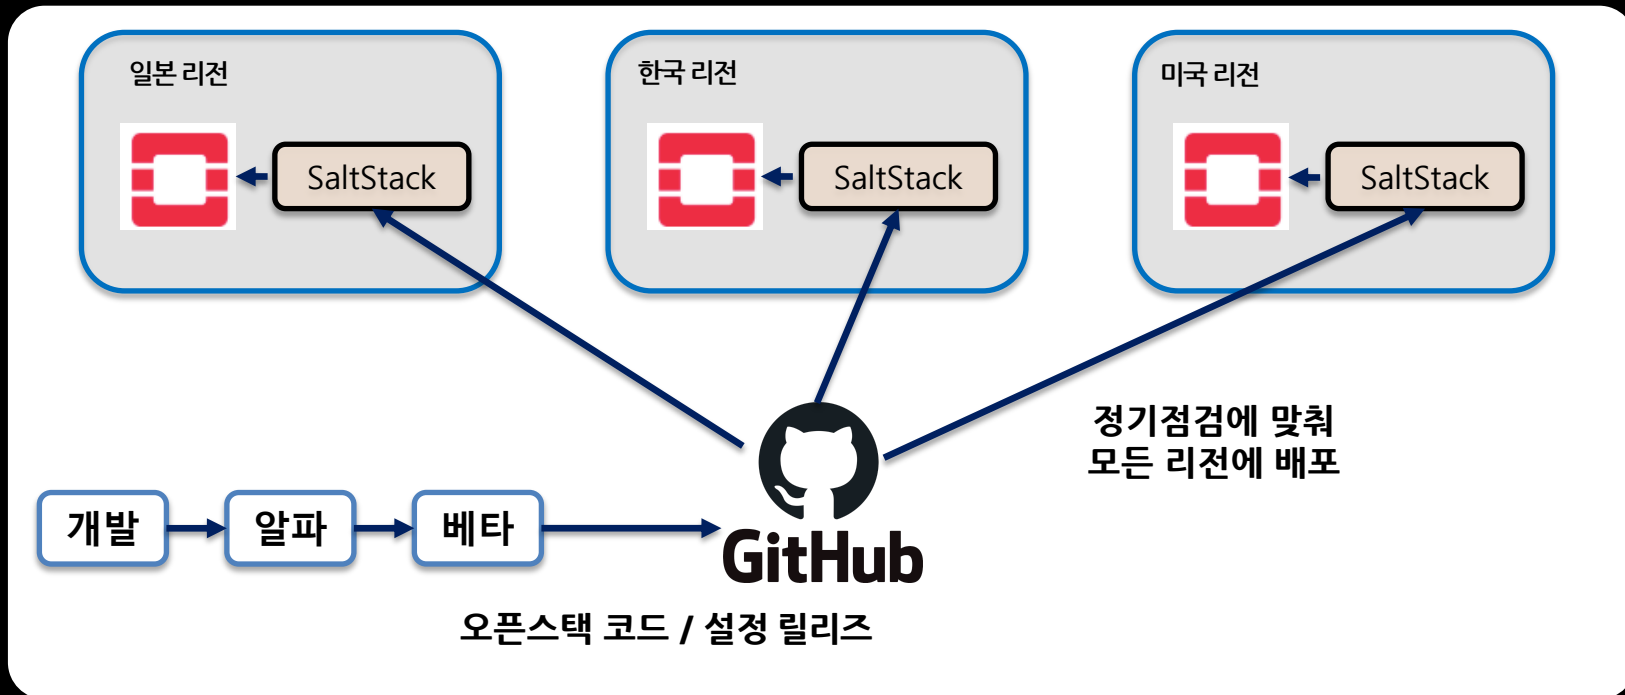 일본 리전
한국 리전
미국 리전
SaltStack
SaltStack
SaltStack
정기점검에 맞춰
모든 리전에 배포
개발
알파
베타
GitHub
오픈스택 코드 / 설정 릴리즈